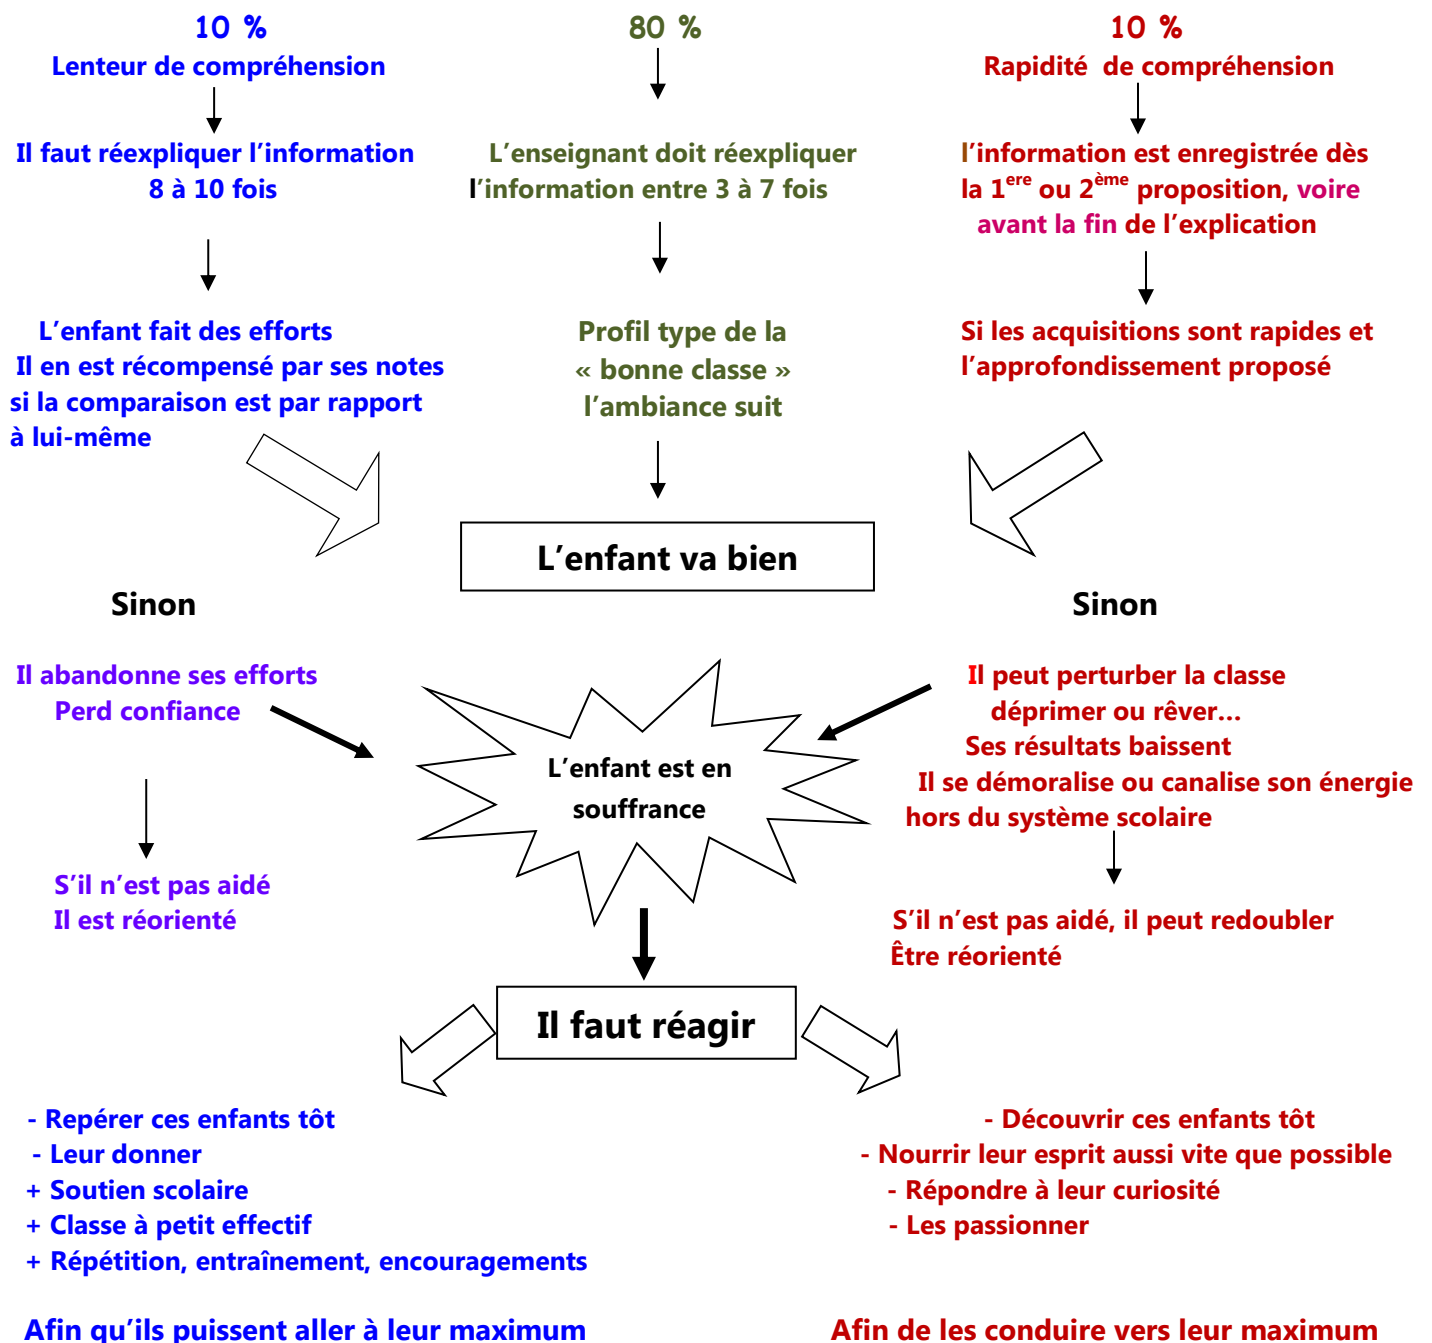 10 %
Lenteur de compréhension
Il faut réexpliquer l’information
8 à 10 fois
L’enfant fait des efforts
Il en est récompensé par ses notes
si la comparaison est par rapport
à lui-même
80 %
L’enseignant doit réexpliquer
l’information entre 3 à 7 fois
Profil type de la
« bonne classe »
l’ambiance suit
10 %
Rapidité de compréhension
l’information est enregistrée dès
la 1ere ou 2ème proposition, voire
avant la fin de l’explication
Si les acquisitions sont rapides et
l’approfondissement proposé
L’enfant va bien
Sinon
Il abandonne ses efforts
Perd confiance
S’il n’est pas aidé
Il est réorienté
Sinon
Il peut perturber la classe
déprimer ou rêver…
Ses résultats baissent
Il se démoralise ou canalise son énergie
hors du système scolaire
S’il n’est pas aidé, il peut redoubler
Être réorienté
L’enfant est en
souffrance
Il faut réagir
- Repérer ces enfants tôt
- Leur donner
+ Soutien scolaire
+ Classe à petit effectif
+ Répétition, entraînement, encouragements
Afin qu’ils puissent aller à leur maximum
- Découvrir ces enfants tôt
- Nourrir leur esprit aussi vite que possible
- Répondre à leur curiosité
- Les passionner
Afin de les conduire vers leur maximum